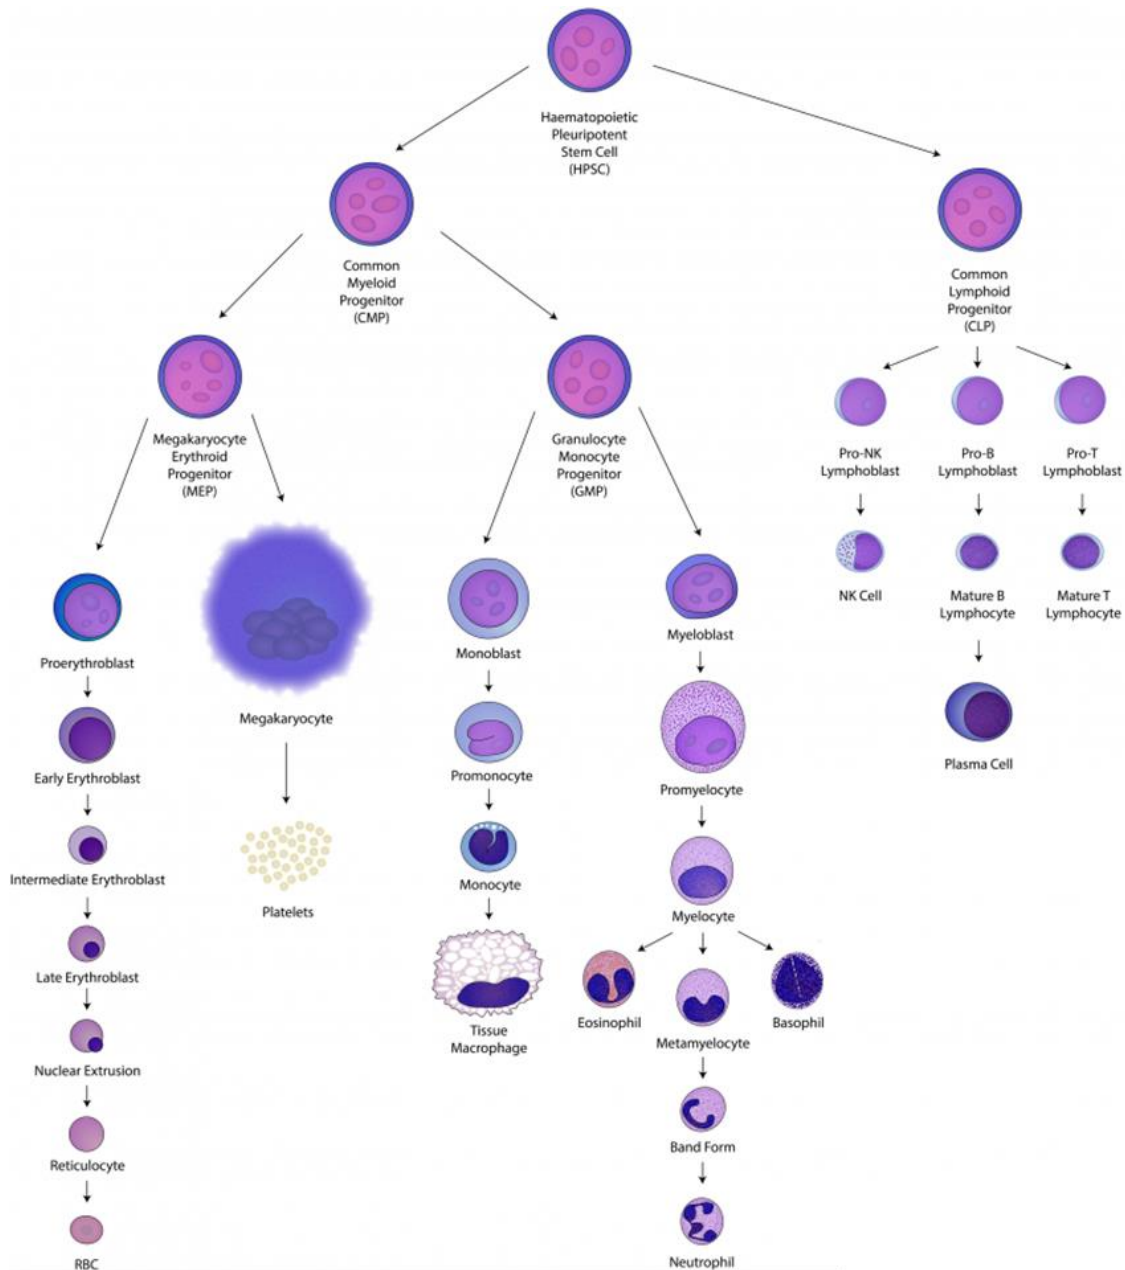 Haematopoietic
Pleuripotent
Stem Cell
(HPSC)
Common
Myeloid
Progenitor
(CMP)
Common
Lymphoid
Progenitor
(CLP)
Megakaryocyte
Erythroid
Progenitor
(MEP)
Granulocyte
Monocyte
Progenitor
(GMP)
Pro-NK
Lymphoblast
Pro-B
Lymphoblast
Pro-T
Lymphoblast
NK Cell
Mature B
Lymphocyte
Mature T
Lymphocyte
Plasma Cell
Proerythroblast
Early Erythroblast
Intermediate Erythroblast
Late Erythroblast
Nuclear Extrusion
Reticulocyte
RBC
Megakaryocyte
Platelets
Monoblast
Promonocyte
Monocyte
Tissue
Macrophage
Myeloblast
Promyelocyte
Myelocyte
Eosinophil
Metamyelocyte
Basophil
Band Form
Neutrophil